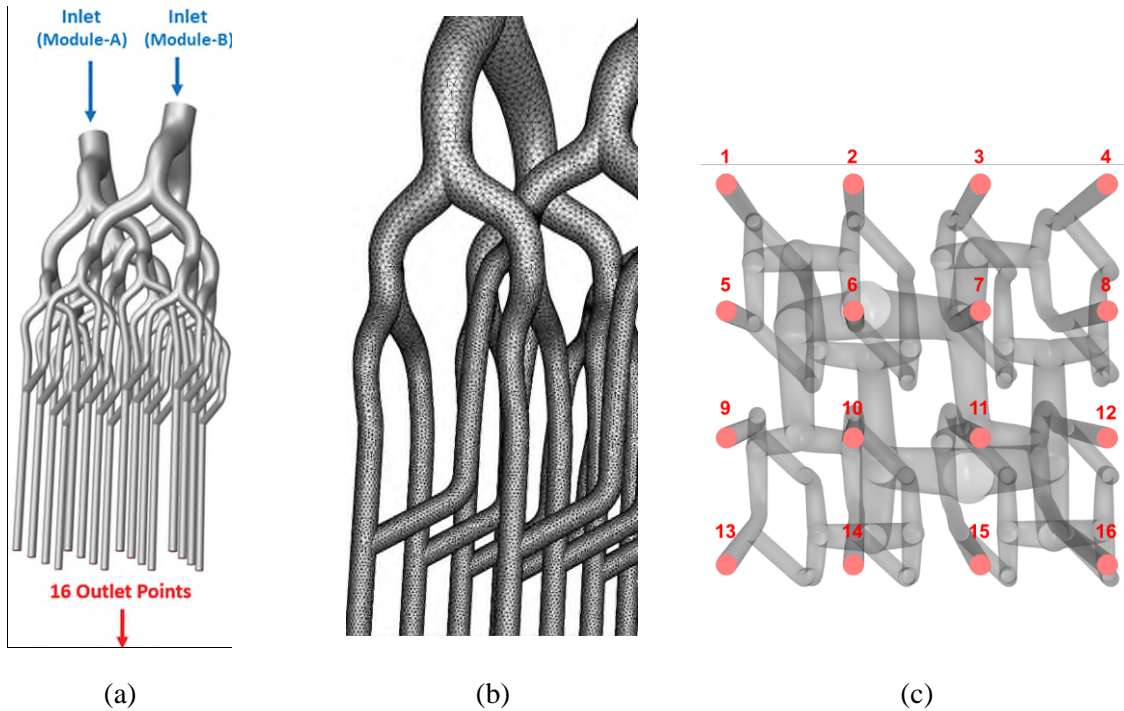 Inlet Inlet
(Module-A) (Module-B)
16 Outlet Points
1 2 3 4
5 6 7 8
9 10 11 12
13 14 15 16
(a) (b) (c)